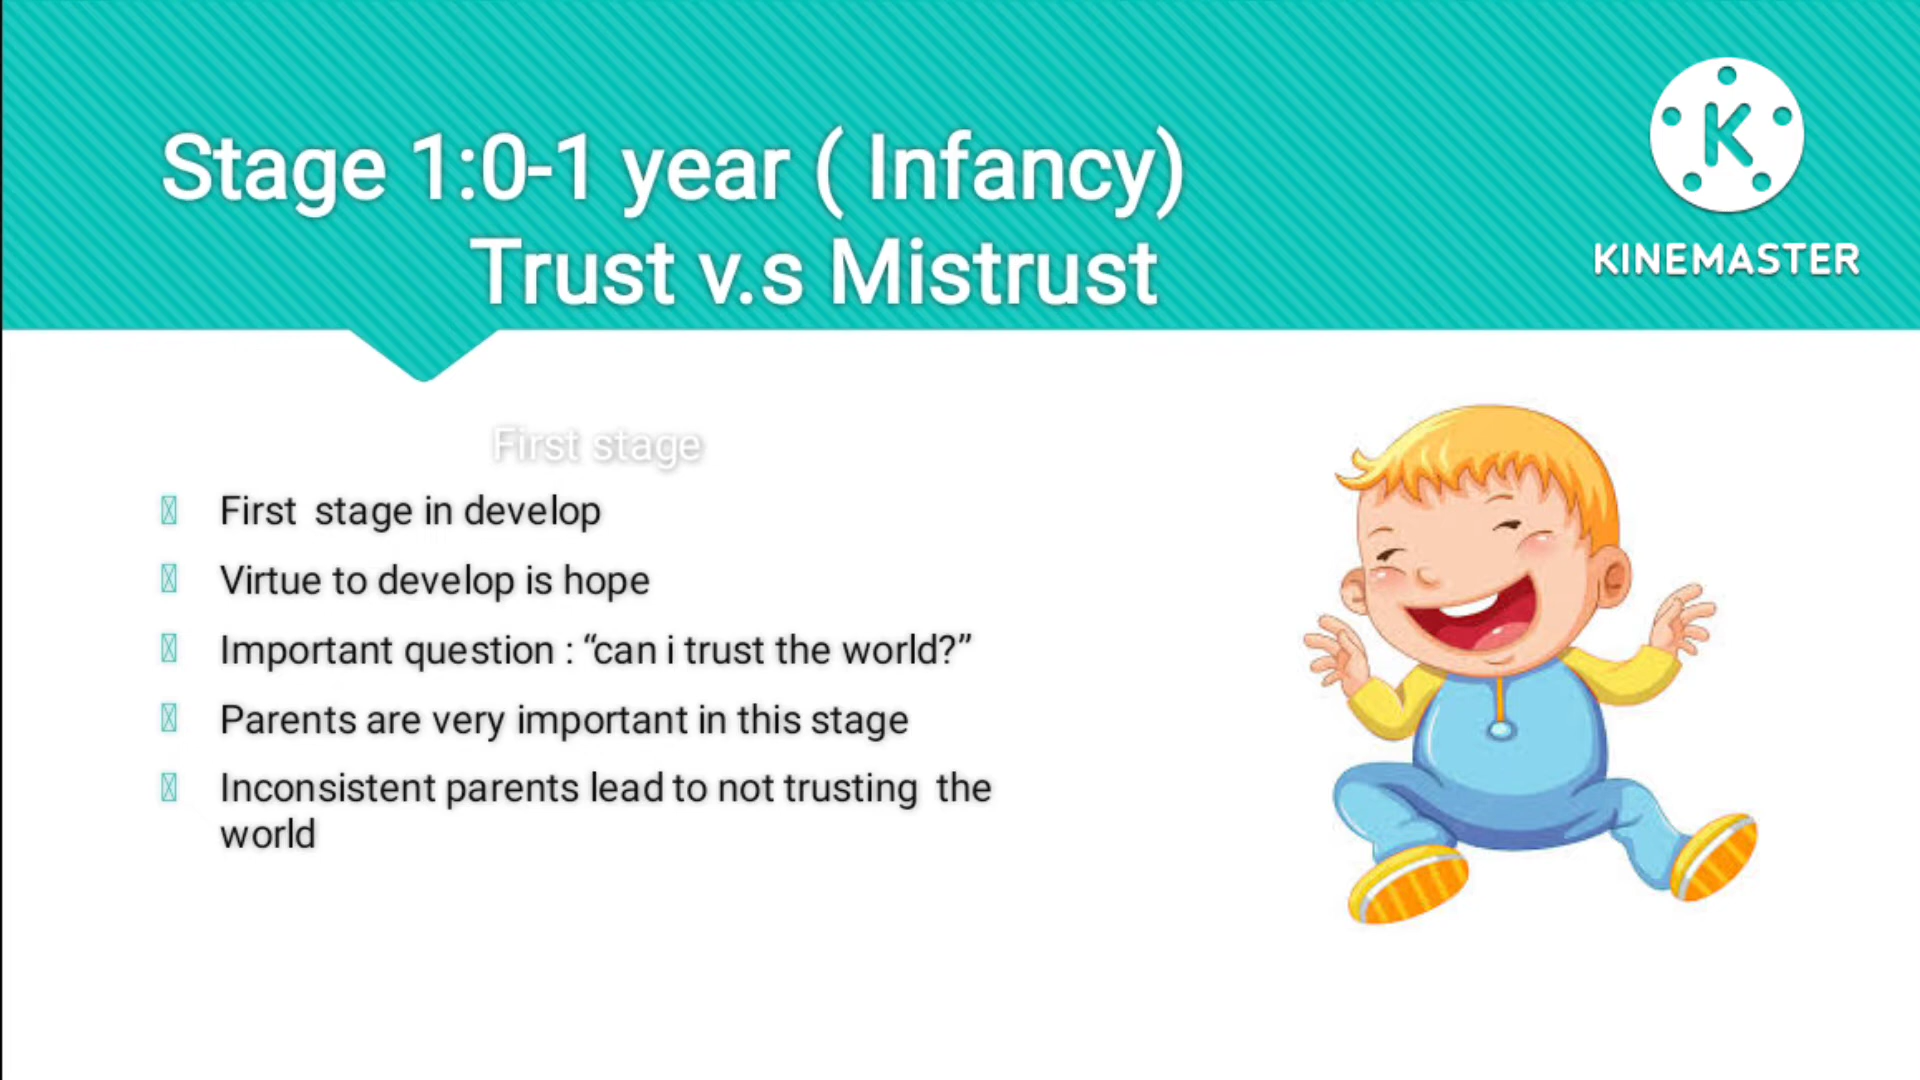 Stage 1:0-1 year ( Infancy)
Trust v.s Mistrust
K
KINEMASTER
First stage
First  stage in develop
Virtue to develop is hope
Important question : “can i trust the world?”
Parents are very important in this stage
Inconsistent parents lead to not trusting  the
world